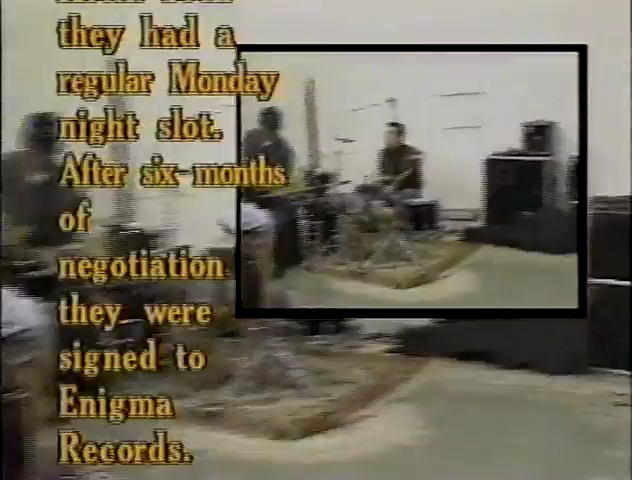 they had a
regular Monday
night slot.
After six months
of
negotiation
they were
signed to
Enigma
Records.